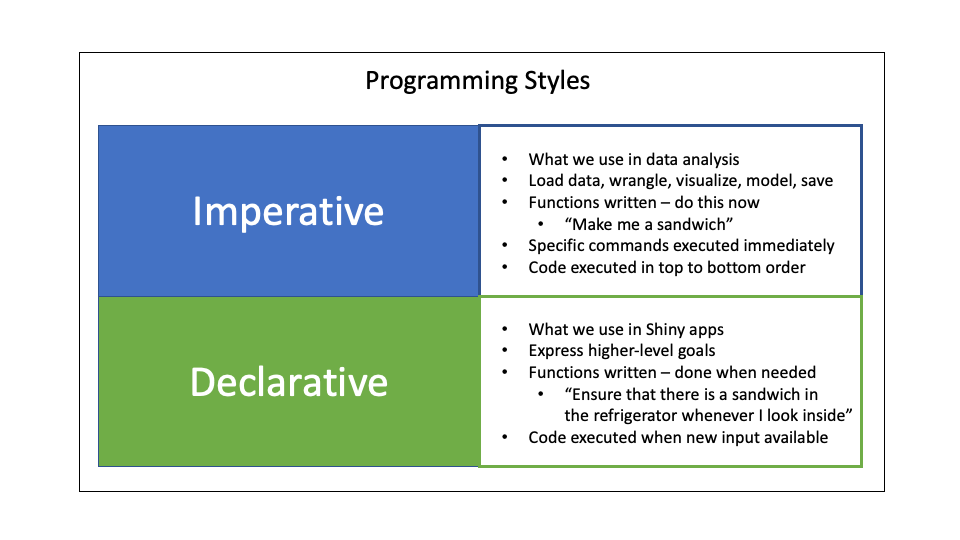 Programming Styles
Imperative
• What we use in data analysis
• Load data, wrangle, visualize, model, save
• Functions written – do this now
• “Make me a sandwich”
• Specific commands executed immediately
• Code executed in top to bottom order
Declarative
• What we use in Shiny apps
• Express higher-level goals
• Functions written – done when needed
• “Ensure that there is a sandwich in
the refrigerator whenever I look inside”
• Code executed when new input available